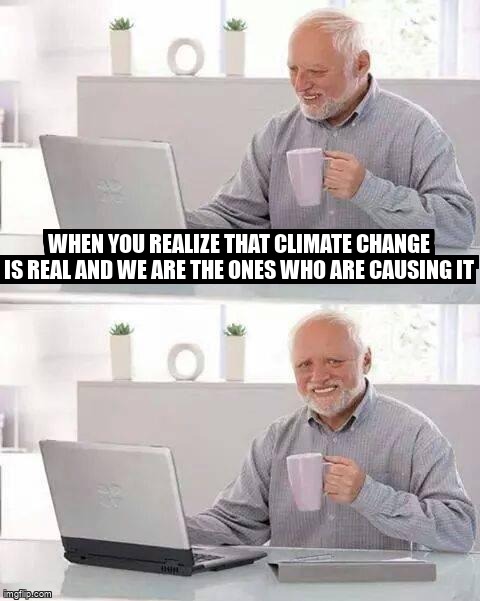 WHEN YOU REALIZE THAT CLIMATE CHANGE
IS REAL AND WE ARE THE ONES WHO ARE CAUSING IT
imgflip.com